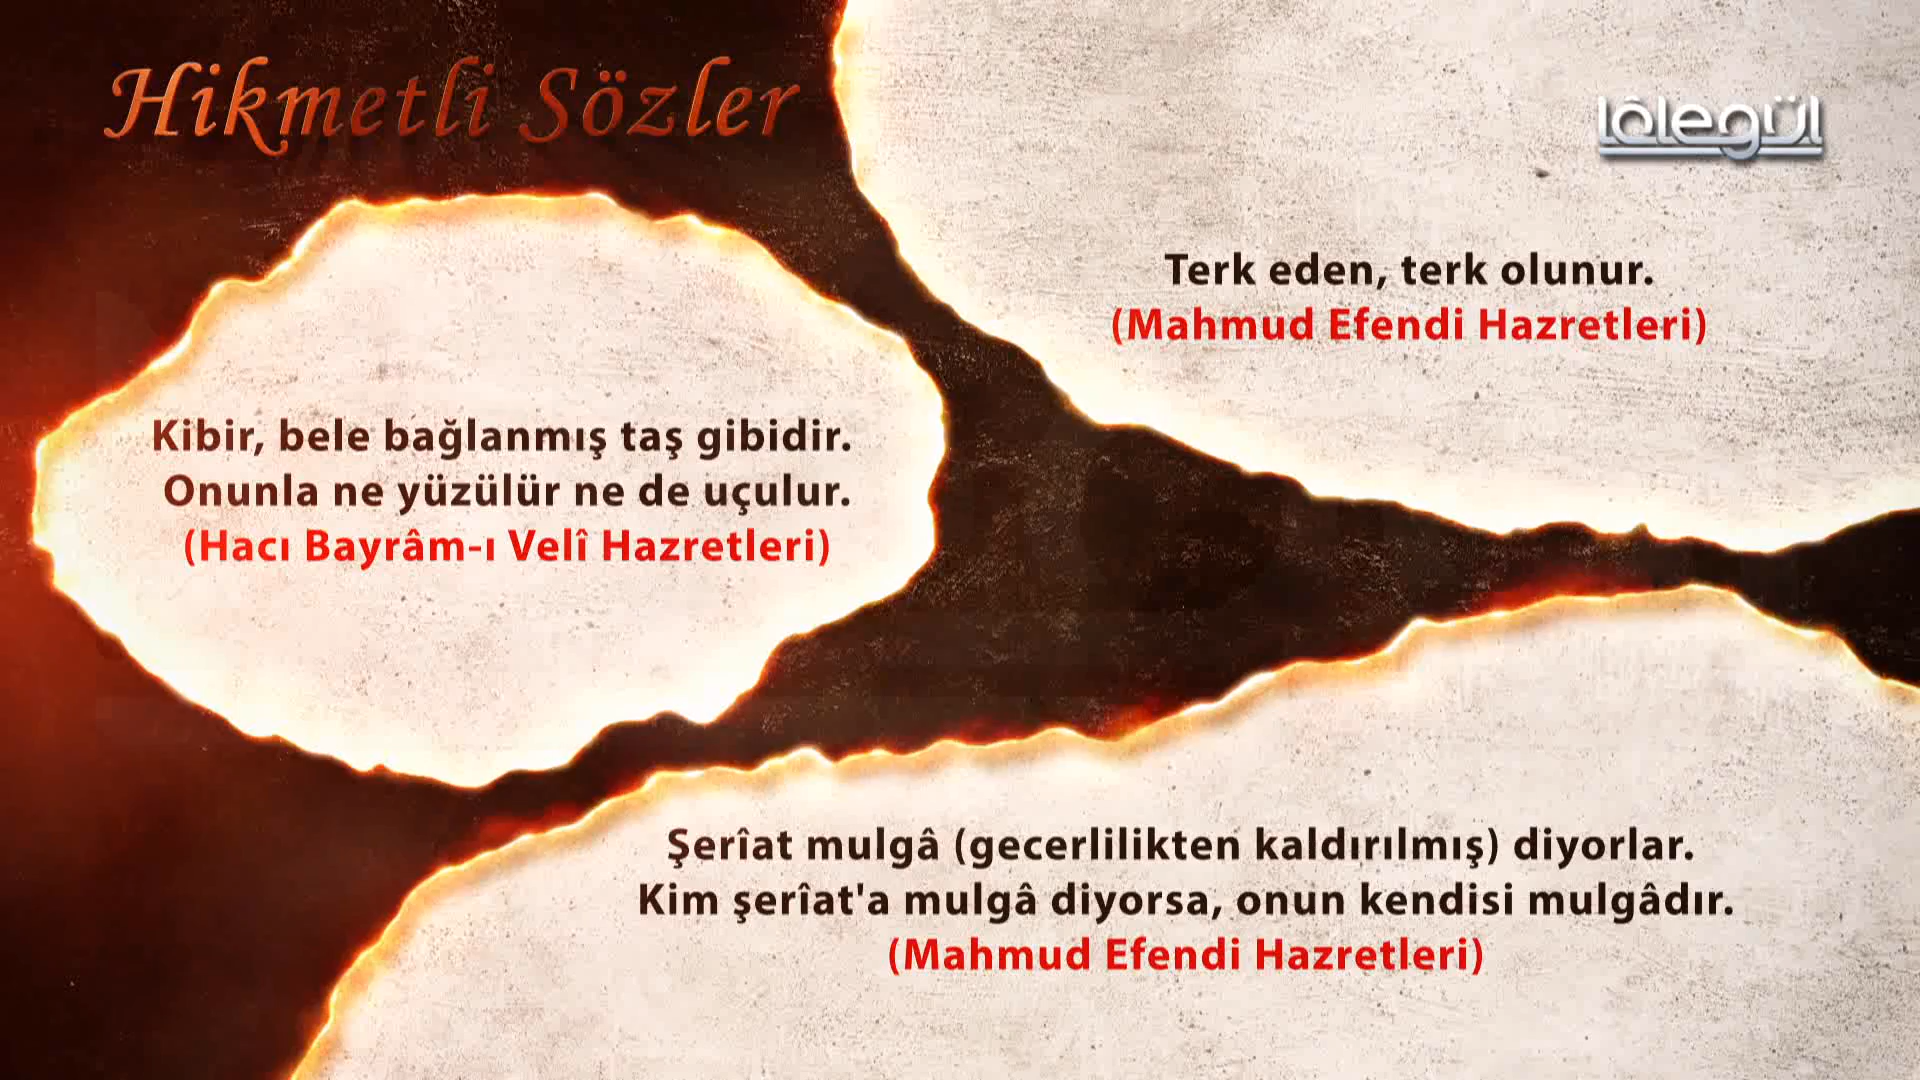 Hikmetli Sözler
lâlegül
Terk eden, terk olunur.
(Mahmud Efendi Hazretleri)
Kibir, bele bağlanmış taş gibidir.
Onunla ne yüzülür ne de uçulur.
(Hacı Bayrâm-ı Velî Hazretleri)
Şerîat mulgâ (gecerlilikten kaldırılmış) diyorlar.
Kim şerîat'a mulgâ diyorsa, onun kendisi mulgâdır.
(Mahmud Efendi Hazretleri)